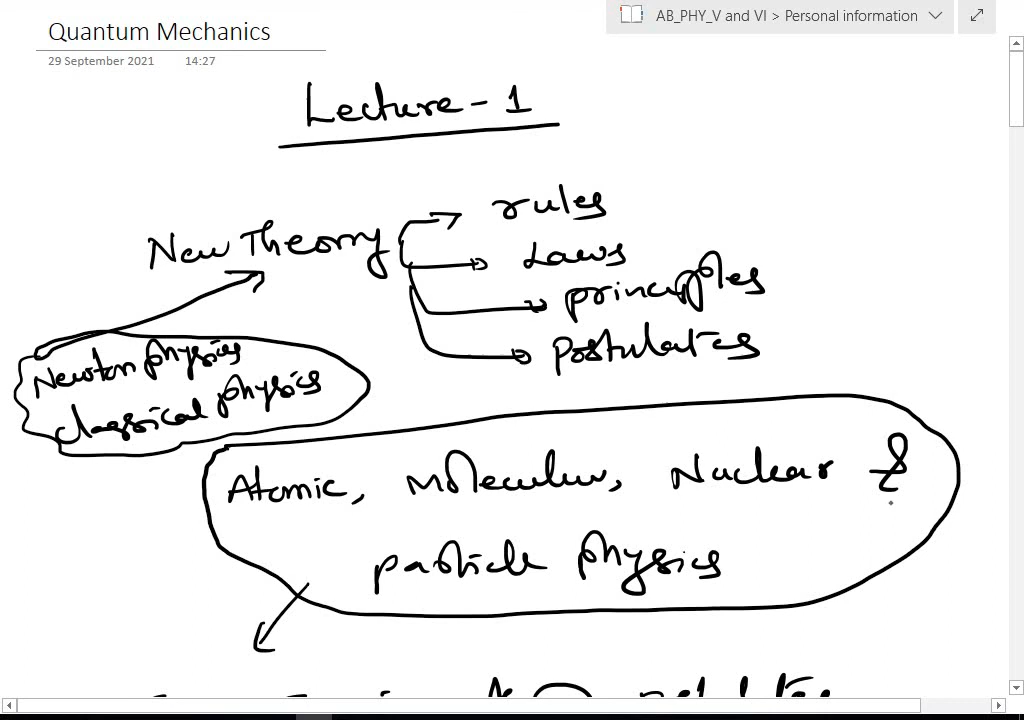 AB_PHY_V and VI > Personal information
Quantum Mechanics
29 September 2021 14:27
Lecture - 1
rules
New Theory
Laws
principles
postulates
Newton physics
classical physics
Atomic, Molecular, Nuclear &
particle physics